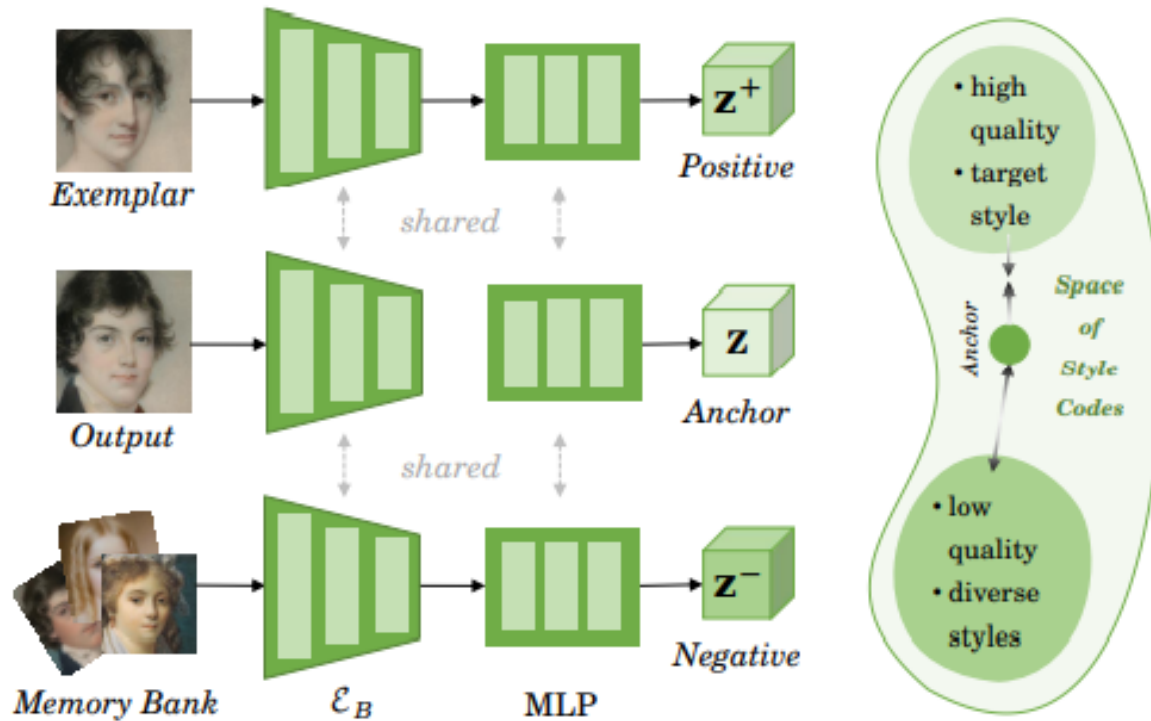 Exemplar
z⁺
Positive
shared
Output
z
Anchor
shared
Memory Bank
ℰ_B
MLP
z⁻
Negative
• high
quality
• target
style
Anchor
Space
of
Style
Codes
• low
quality
• diverse
styles